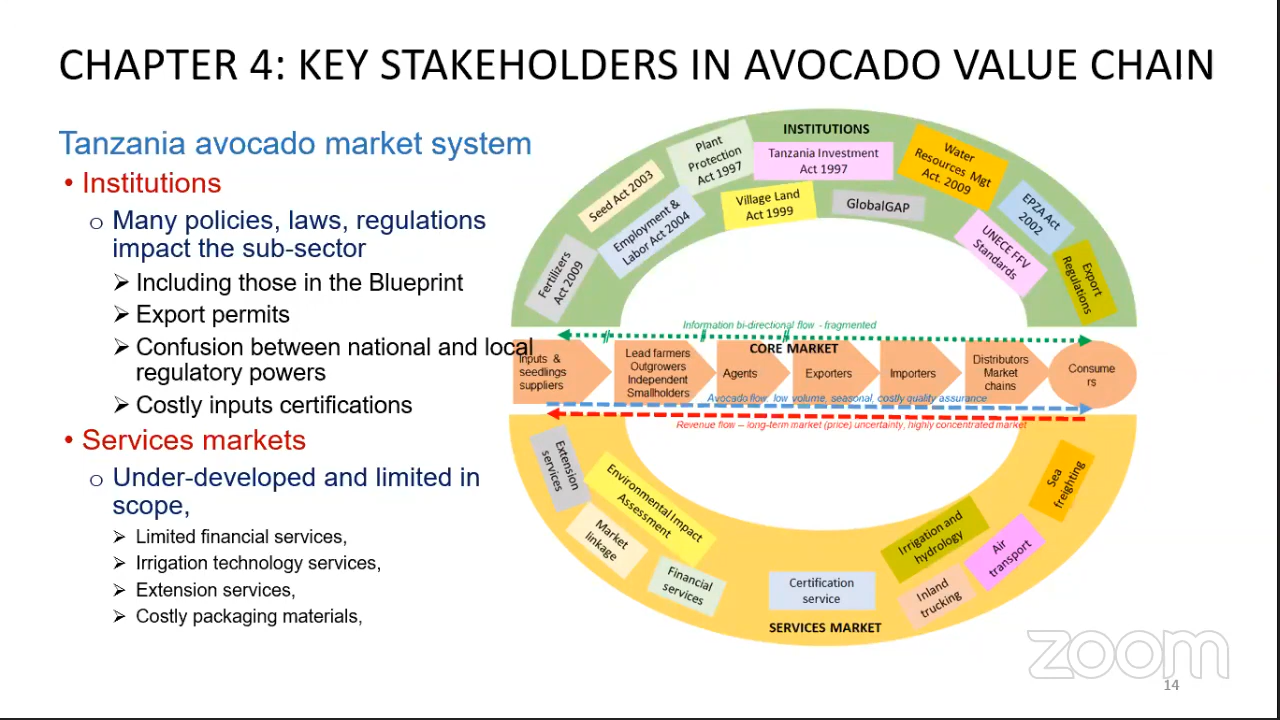 CHAPTER 4: KEY STAKEHOLDERS IN AVOCADO VALUE CHAIN
Tanzania avocado market system
• Institutions
o Many policies, laws, regulations
impact the sub-sector
➢ Including those in the Blueprint
➢ Export permits
➢ Confusion between national and local
regulatory powers
➢ Costly inputs certifications
• Services markets
o Under-developed and limited in
scope,
➢ Limited financial services,
➢ Irrigation technology services,
➢ Extension services,
➢ Costly packaging materials,
INSTITUTIONS
Fertilizers
Act 2009
Seed Act 2003
Employment &
Labor Act 2004
Plant
Protection
Act 1997
Tanzania Investment
Act 1997
Village Land
Act 1999
GlobalGAP
Water
Resources Mgt
Act. 2009
EPZA Act
2002
UNECE FFV
Standards
Export
Regulations
Information bi-directional flow - fragmented
CORE MARKET
Inputs &
seedlings
suppliers
Lead farmers
Outgrowers
Independent
Smallholders
Agents
Exporters
Importers
Distributors
Market
chains
Consume
rs
Avocado flow: low volume, seasonal, costly quality assurance
Revenue flow – long-term market (price) uncertainty, highly concentrated market
Extension
services
Environmental Impact
Assessment
Market
linkage
Financial
services
Certification
service
Irrigation and
hydrology
Inland
trucking
Air
transport
Sea
freighting
SERVICES MARKET
zoom
14